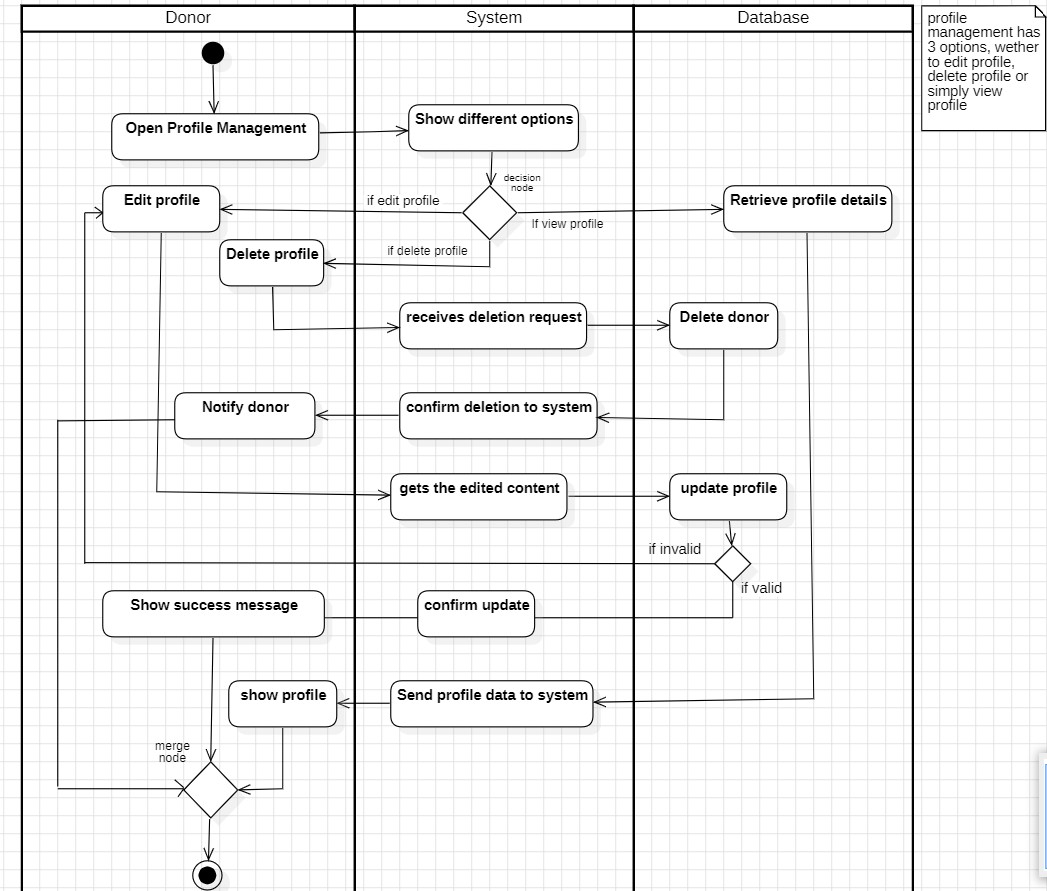 Donor
System
Database
profile
management has
3 options, wether
to edit profile,
delete profile or
simply view
profile
Open Profile Management
Show different options
decision
node
Edit profile
if edit profile
If view profile
Retrieve profile details
Delete profile
if delete profile
receives deletion request
Delete donor
Notify donor
confirm deletion to system
gets the edited content
update profile
if invalid
if valid
Show success message
confirm update
show profile
Send profile data to system
merge
node